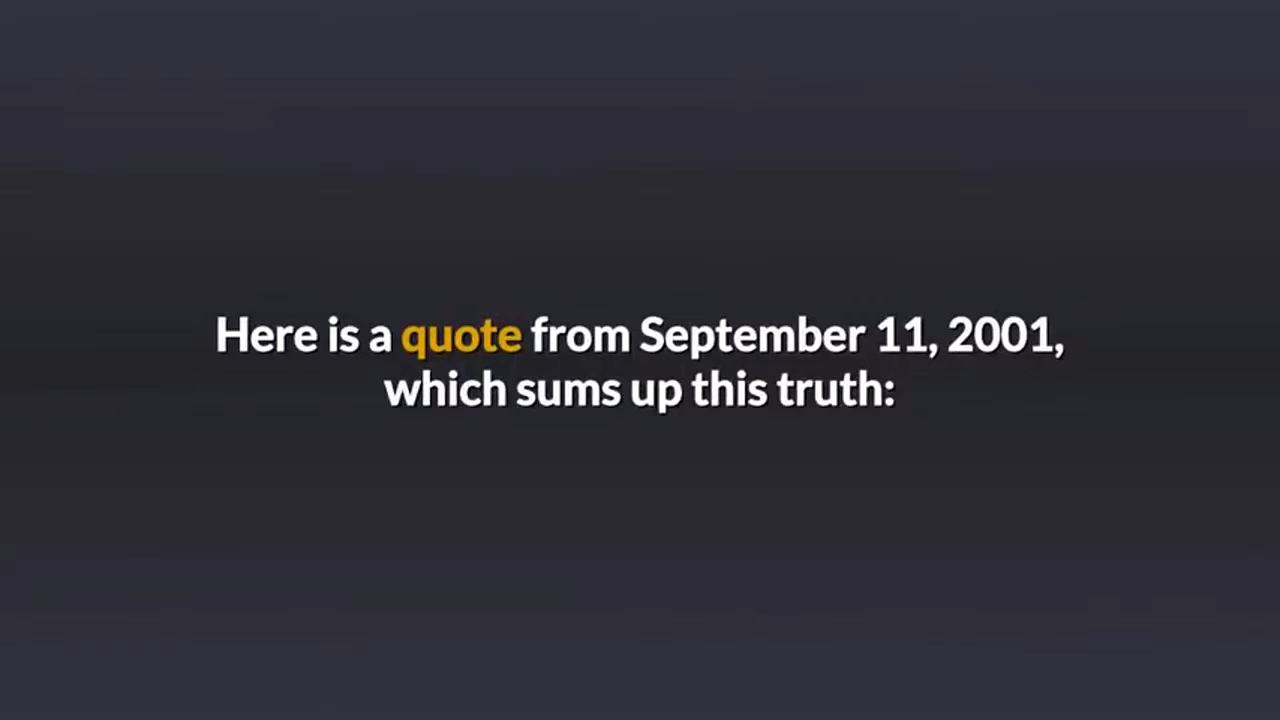 Here is a quote from September 11, 2001,
which sums up this truth: